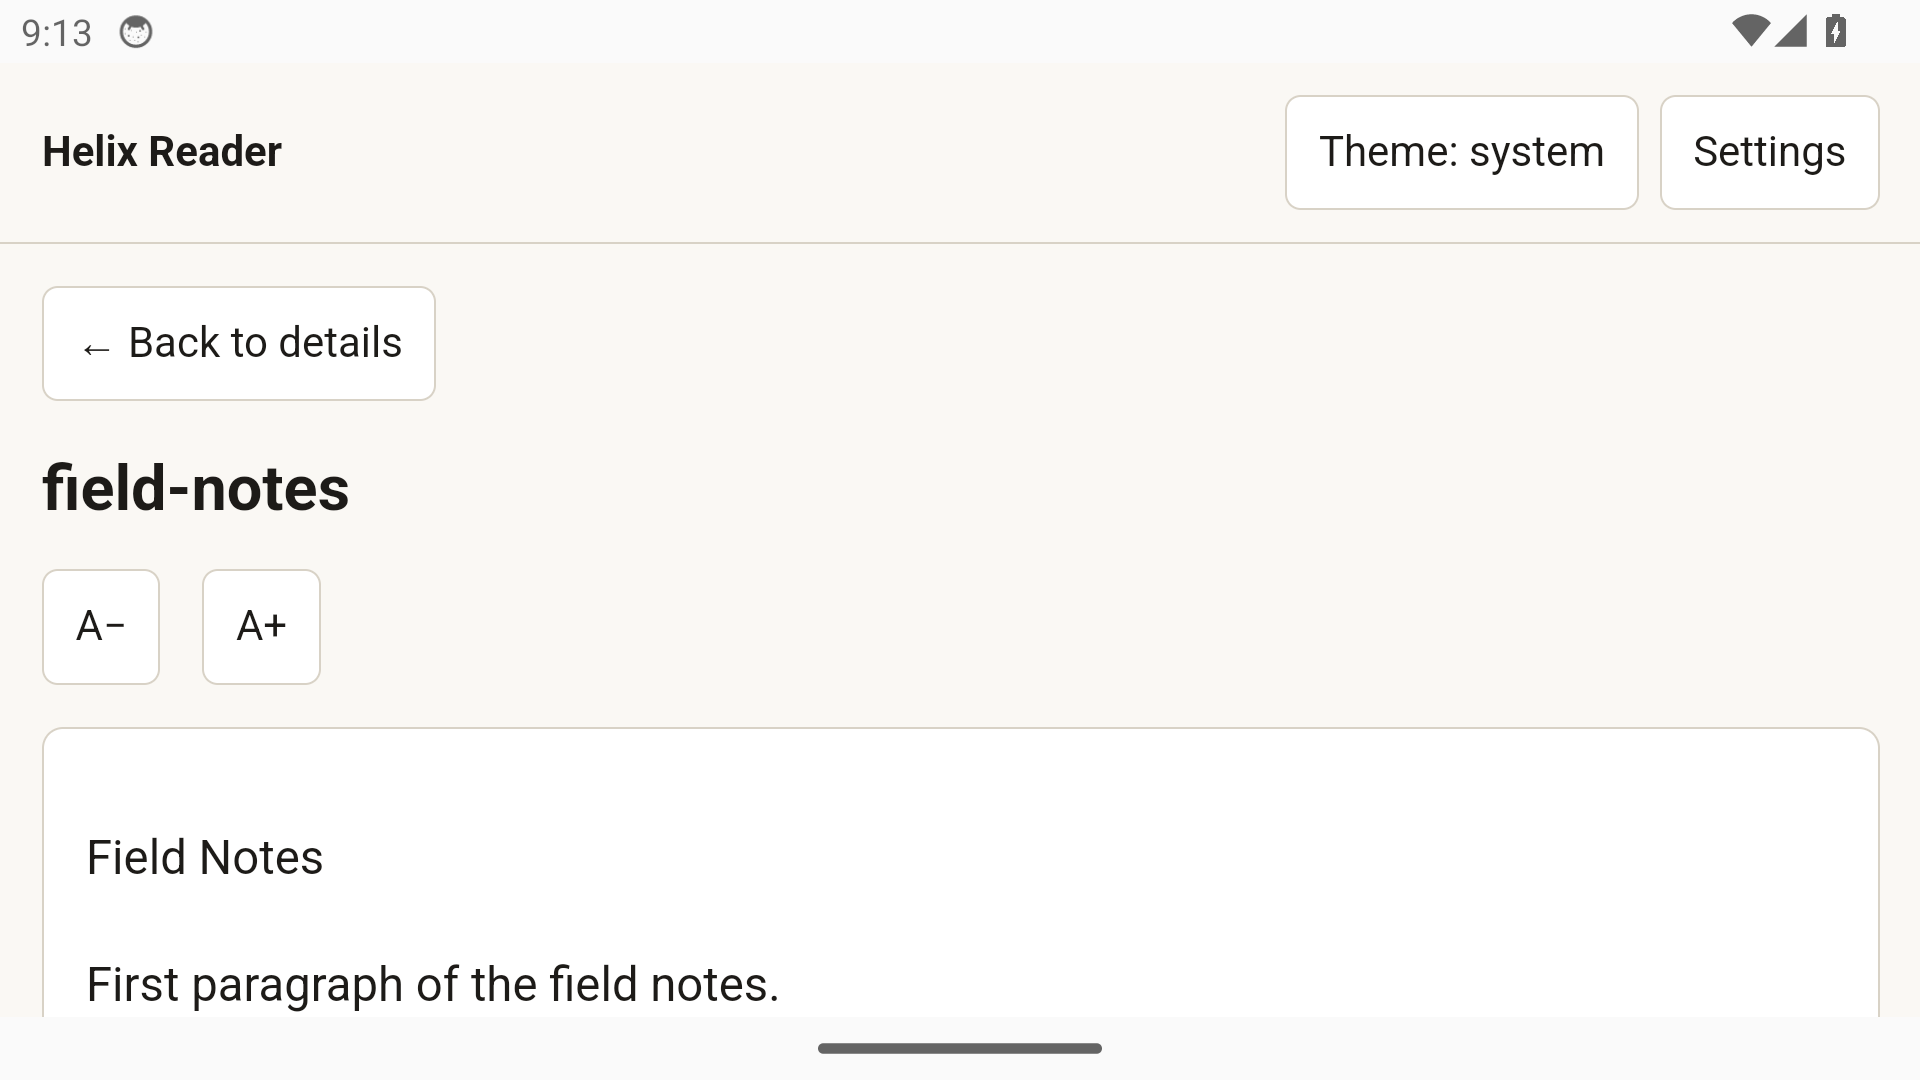 9:13
Helix Reader
Theme: system
Settings
← Back to details
field-notes
A−
A+
Field Notes
First paragraph of the field notes.